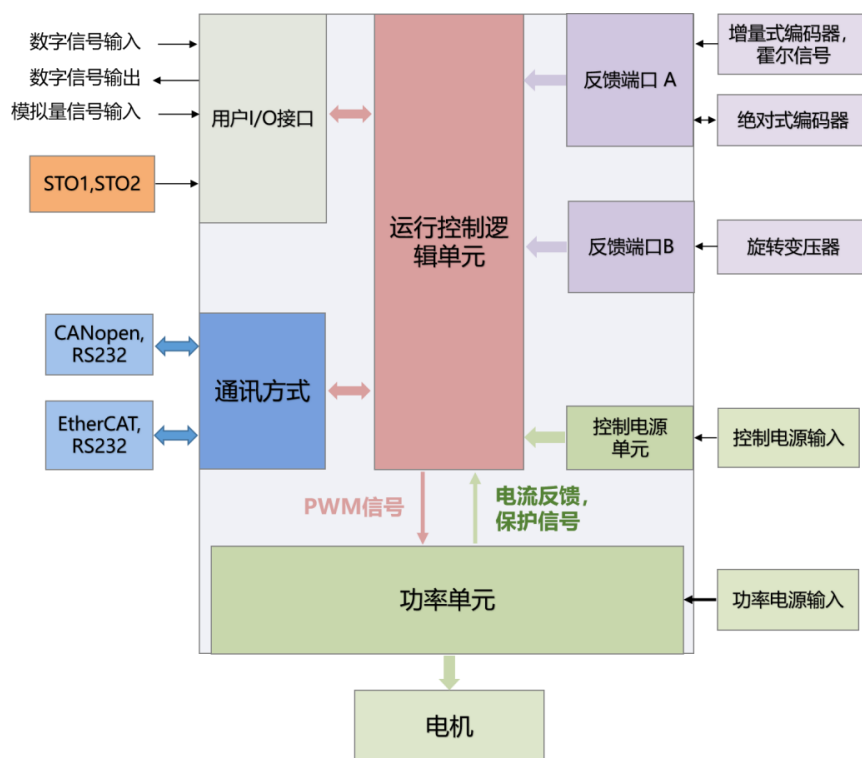 数字信号输入
数字信号输出
模拟量信号输入
STO1,STO2
用户I/O接口
CANopen,
RS232
EtherCAT,
RS232
通讯方式
运行控制逻
辑单元
反馈端口 A
增量式编码器，
霍尔信号
绝对式编码器
反馈端口B
旋转变压器
控制电源
单元
控制电源输入
PWM信号
电流反馈，
保护信号
功率单元
功率电源输入
电机